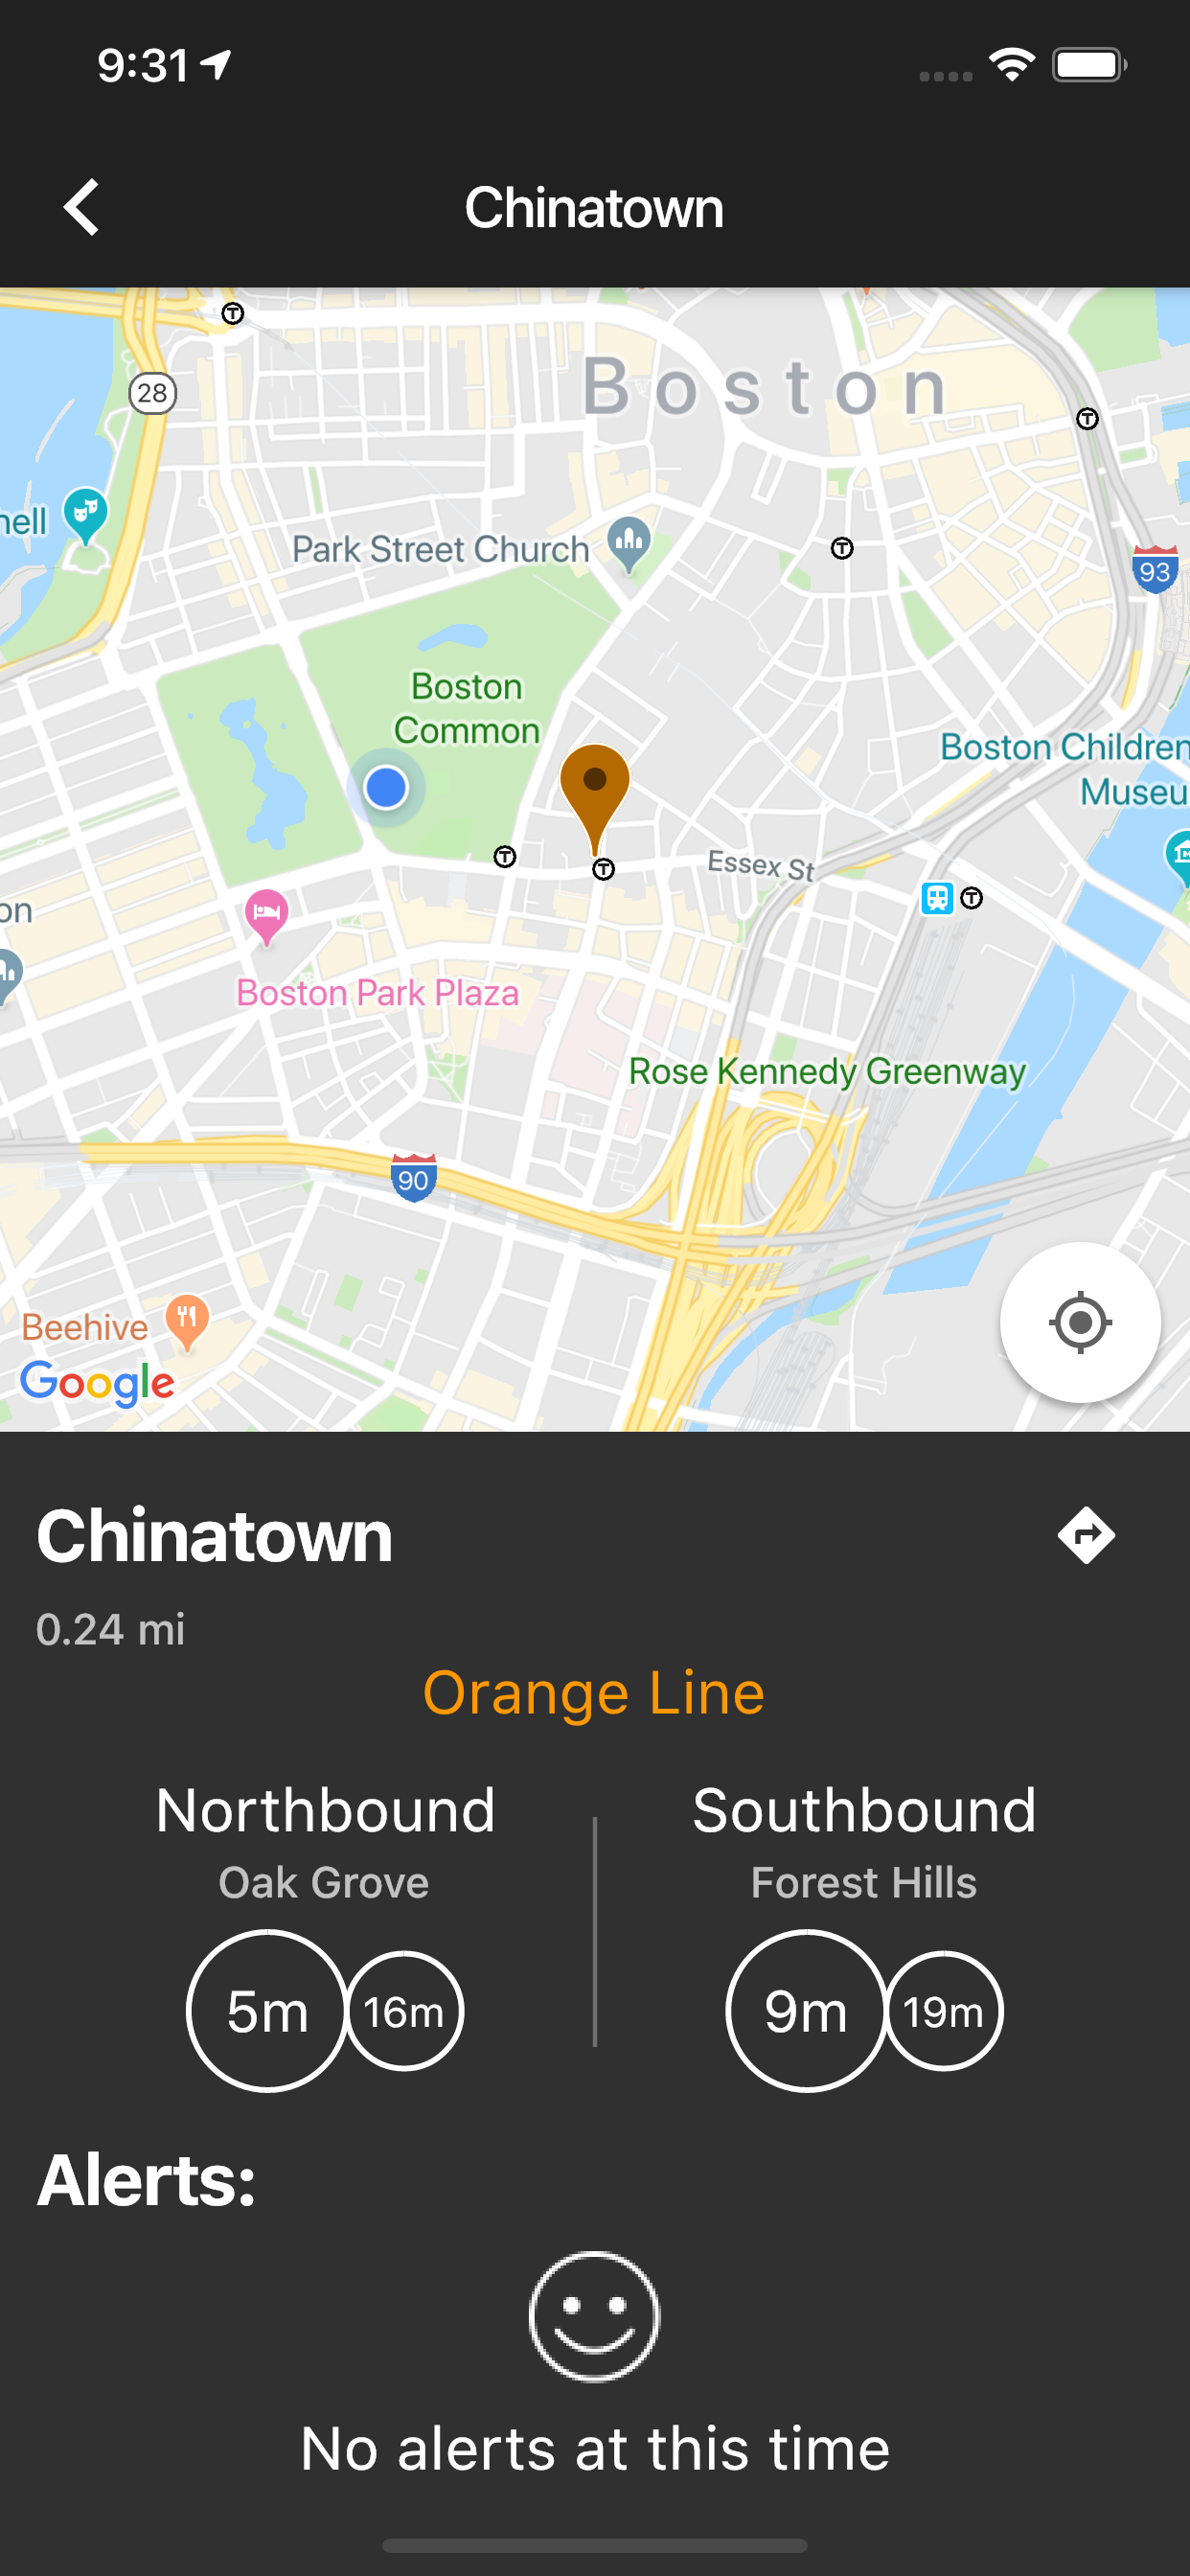 9:31
Chinatown
28
Boston
nell
Park Street Church
93
Boston
Common
Boston Children
Museu
Essex St
on
Boston Park Plaza
Rose Kennedy Greenway
90
Beehive
Google
Chinatown
0.24 mi
Orange Line
Northbound
Southbound
Oak Grove
Forest Hills
5m
16m
9m
19m
Alerts:
No alerts at this time